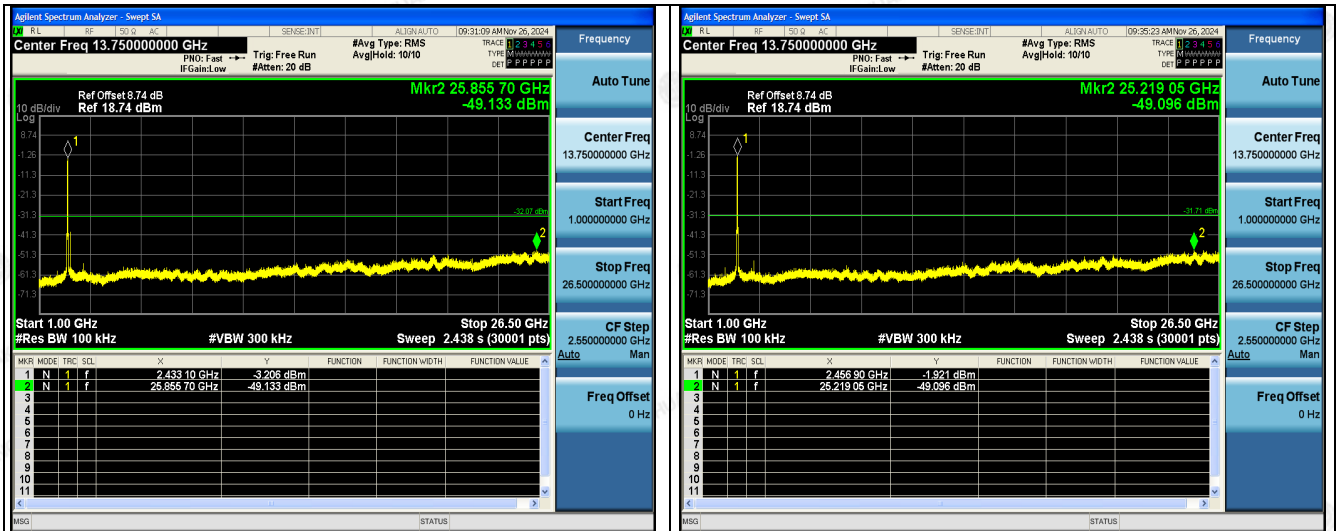 Agilent Spectrum Analyzer - Swept SA
RL RF 50 Ω AC SENSE:INT ALIGN AUTO 09:31:09 AM Nov 26, 2024
Center Freq 13.750000000 GHz
PNO: Fast
IFGain:Low
Trig: Free Run
#Atten: 20 dB
#Avg Type: RMS
Avg|Hold: 10/10
TRACE 1 2 3 4 5 6
TYPE M W W W W W
DET P P P P P P
Mkr2 25.855 70 GHz
-49.133 dBm
Ref Offset 8.74 dB
10 dB/div Ref 18.74 dBm
Log
8.74
-1.26
-11.3
-21.3
-31.3
-41.3
-51.3
-61.3
-71.3
1
-32.07 dBm
2
Start 1.00 GHz Stop 26.50 GHz
#Res BW 100 kHz #VBW 300 kHz Sweep 2.438 s (30001 pts)
MKR MODE TRC SCL X Y FUNCTION FUNCTION WIDTH FUNCTION VALUE
1 N 1 f 2.433 10 GHz -3.206 dBm
2 N 1 f 25.855 70 GHz -49.133 dBm
3
4
5
6
7
8
9
10
11
MSG STATUS
Frequency
Auto Tune
Center Freq
13.750000000 GHz
Start Freq
1.000000000 GHz
Stop Freq
26.500000000 GHz
CF Step
2.550000000 GHz
Auto Man
Freq Offset
0 Hz
Agilent Spectrum Analyzer - Swept SA
RL RF 50 Ω AC SENSE:INT ALIGN AUTO 09:35:23 AM Nov 26, 2024
Center Freq 13.750000000 GHz
PNO: Fast
IFGain:Low
Trig: Free Run
#Atten: 20 dB
#Avg Type: RMS
Avg|Hold: 10/10
TRACE 1 2 3 4 5 6
TYPE M W W W W W
DET P P P P P P
Mkr2 25.219 05 GHz
-49.096 dBm
Ref Offset 8.74 dB
10 dB/div Ref 18.74 dBm
Log
8.74
-1.26
-11.3
-21.3
-31.3
-41.3
-51.3
-61.3
-71.3
1
-31.71 dBm
2
Start 1.00 GHz Stop 26.50 GHz
#Res BW 100 kHz #VBW 300 kHz Sweep 2.438 s (30001 pts)
MKR MODE TRC SCL X Y FUNCTION FUNCTION WIDTH FUNCTION VALUE
1 N 1 f 2.456 90 GHz -1.921 dBm
2 N 1 f 25.219 05 GHz -49.096 dBm
3
4
5
6
7
8
9
10
11
MSG STATUS
Frequency
Auto Tune
Center Freq
13.750000000 GHz
Start Freq
1.000000000 GHz
Stop Freq
26.500000000 GHz
CF Step
2.550000000 GHz
Auto Man
Freq Offset
0 Hz